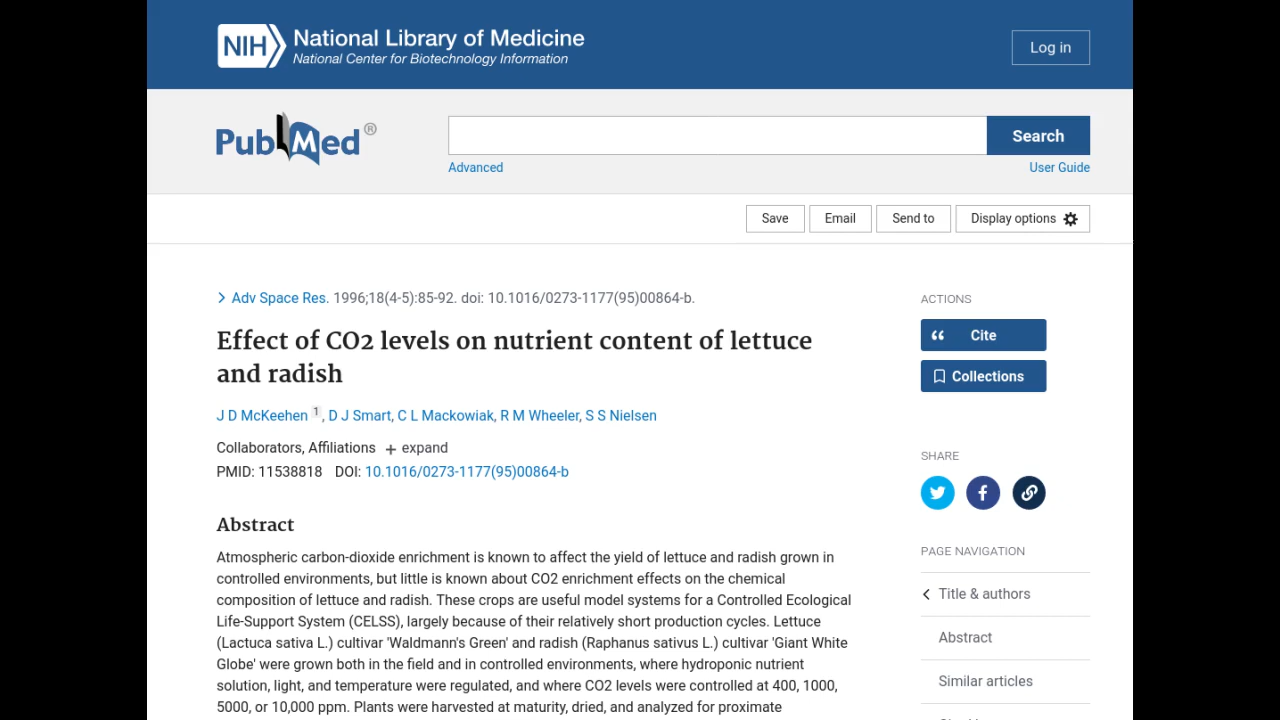 NIH National Library of Medicine
National Center for Biotechnology Information
Log in
PubMed®
Search
Advanced
User Guide
Save
Email
Send to
Display options
Adv Space Res. 1996;18(4-5):85-92. doi: 10.1016/0273-1177(95)00864-b.
Effect of CO2 levels on nutrient content of lettuce
and radish
J D McKeehen 1, D J Smart, C L Mackowiak, R M Wheeler, S S Nielsen
Collaborators, Affiliations + expand
PMID: 11538818 DOI: 10.1016/0273-1177(95)00864-b
Abstract
Atmospheric carbon-dioxide enrichment is known to affect the yield of lettuce and radish grown in
controlled environments, but little is known about CO2 enrichment effects on the chemical
composition of lettuce and radish. These crops are useful model systems for a Controlled Ecological
Life-Support System (CELSS), largely because of their relatively short production cycles. Lettuce
(Lactuca sativa L.) cultivar 'Waldmann's Green' and radish (Raphanus sativus L.) cultivar 'Giant White
Globe' were grown both in the field and in controlled environments, where hydroponic nutrient
solution, light, and temperature were regulated, and where CO2 levels were controlled at 400, 1000,
5000, or 10,000 ppm. Plants were harvested at maturity, dried, and analyzed for proximate
ACTIONS
Cite
Collections
SHARE
PAGE NAVIGATION
Title & authors
Abstract
Similar articles